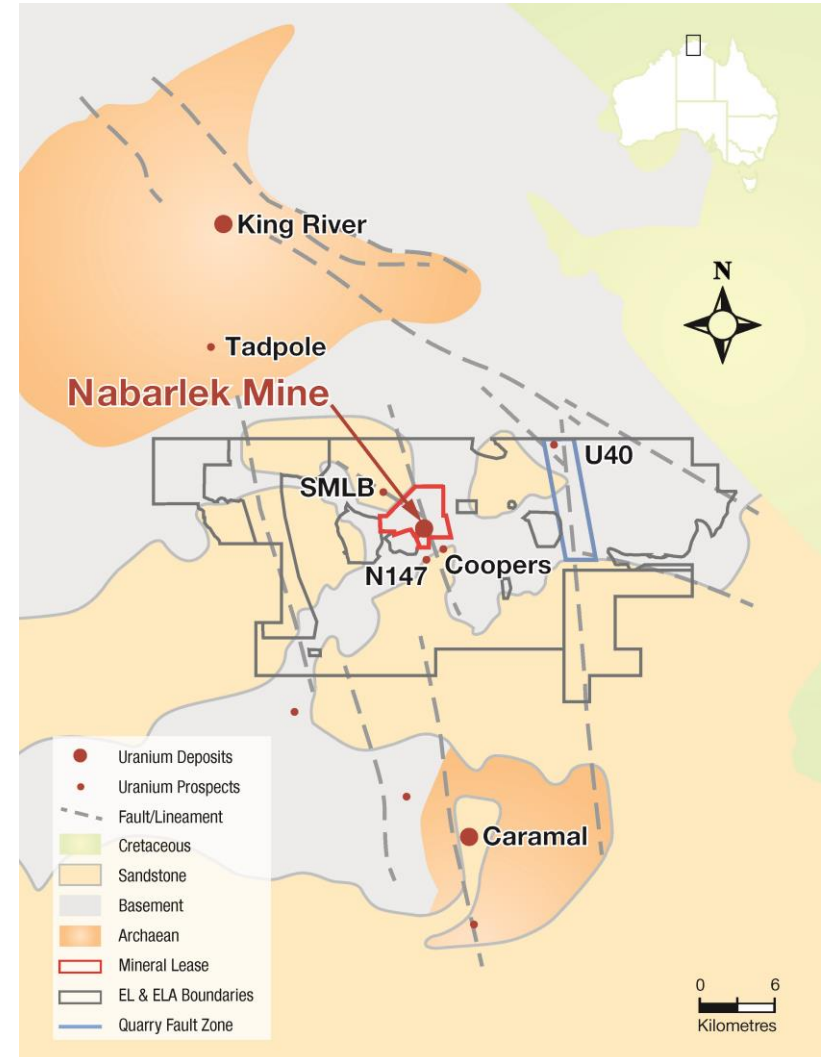 King River
N
Tadpole
Nabarlek Mine
U40
SMLB
Coopers
N147
Caramal
Uranium Deposits
Uranium Prospects
Fault/Lineament
Cretaceous
Sandstone
Basement
Archaean
Mineral Lease
EL & ELA Boundaries
Quarry Fault Zone
0 6
Kilometres